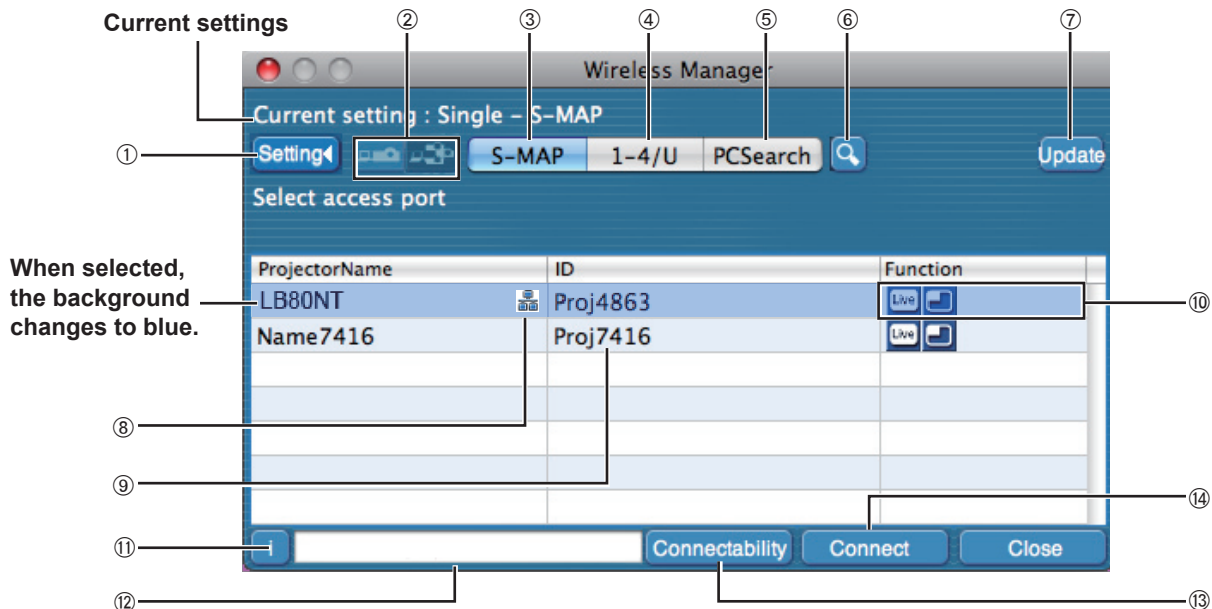 Current settings
② ③ ④ ⑤ ⑥ ⑦
Wireless Manager
Current setting : Single – S–MAP
① Setting S–MAP 1–4/U PCSearch Update
Select access port
When selected,
the background
changes to blue.
ProjectorName ID Function
LB80NT Proj4863 Live ⑩
Name7416 Proj7416 Live
⑧
⑨
⑭
⑪ i Connectability Connect Close
⑫ ⑬